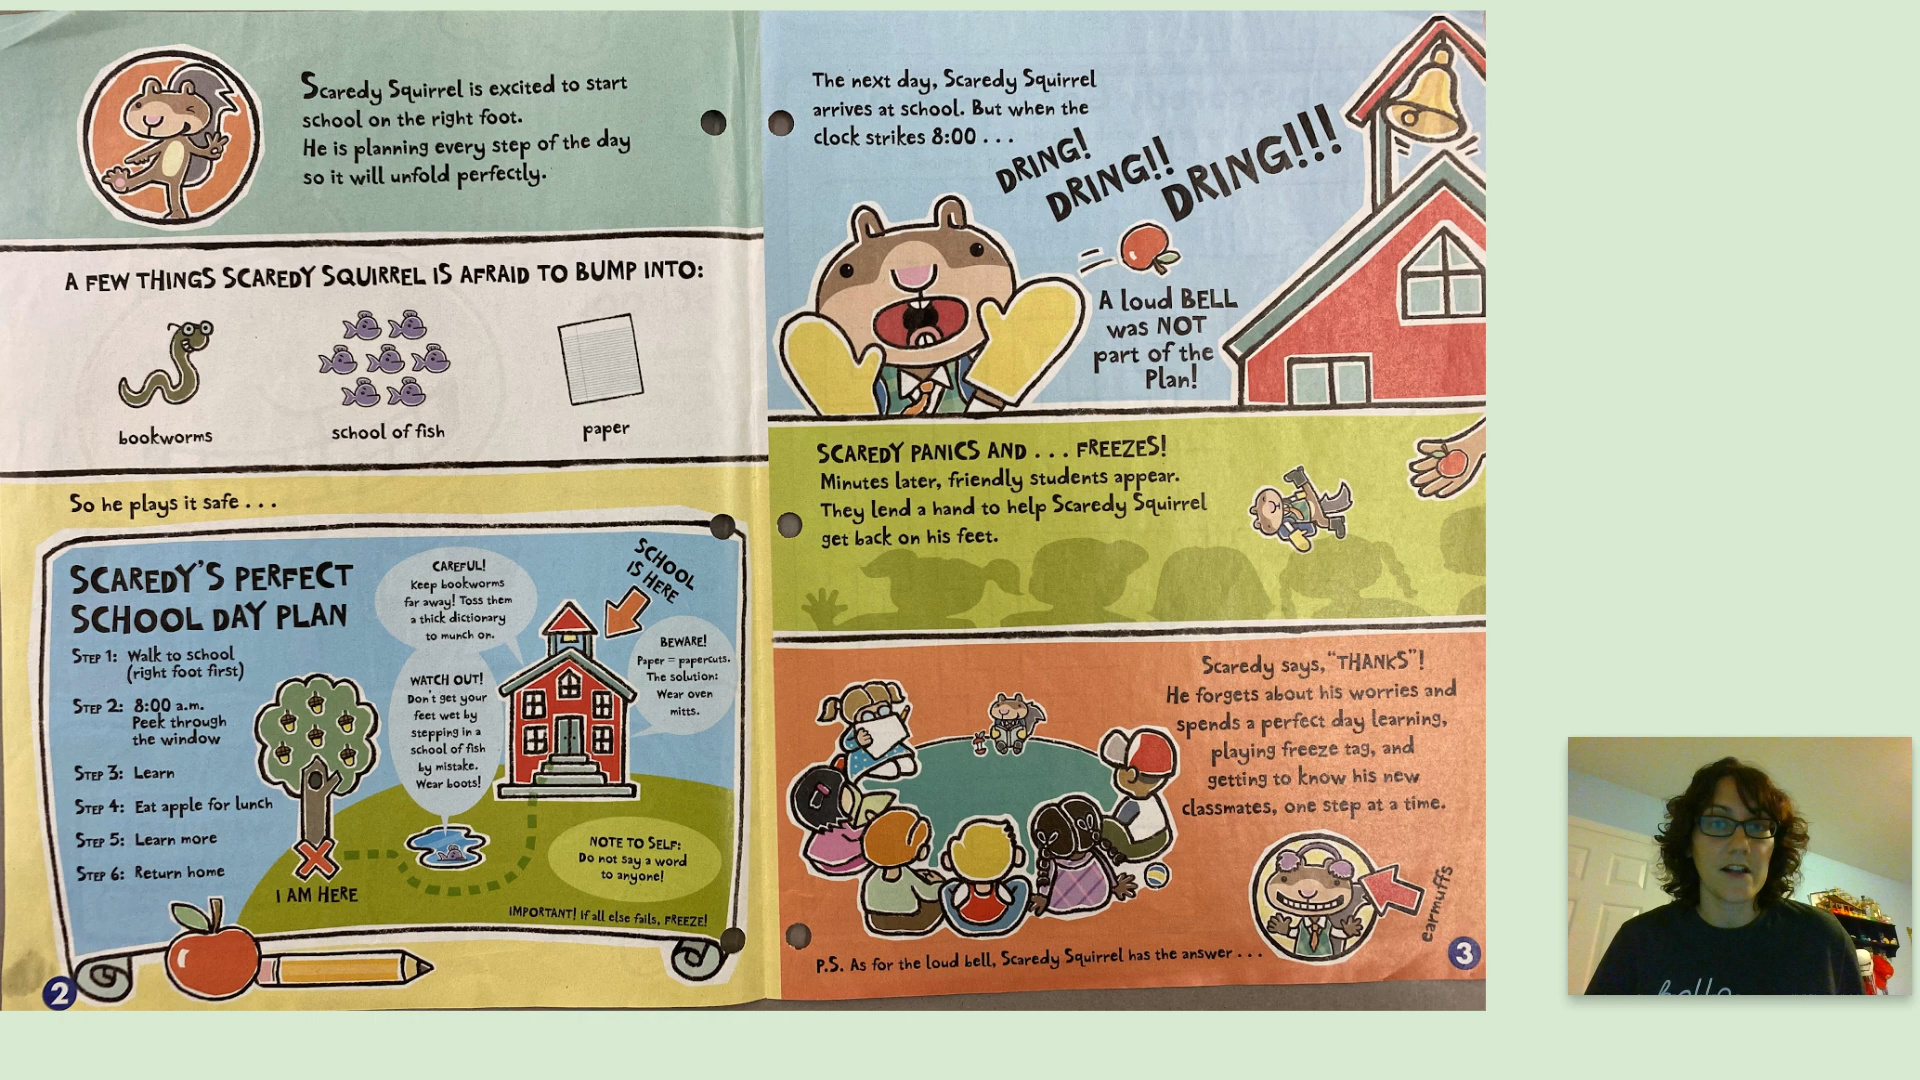 Scaredy Squirrel is excited to start
school on the right foot.
He is planning every step of the day
so it will unfold perfectly.
A FEW THINGS SCAREDY SQUIRREL IS AFRAID TO BUMP INTO:
bookworms
school of fish
paper
So he plays it safe . . .
SCAREDY'S PERFECT
SCHOOL DAY PLAN
STEP 1: Walk to school
(right foot first)
STEP 2: 8:00 a.m.
Peek through
the window
STEP 3: Learn
STEP 4: Eat apple for lunch
STEP 5: Learn more
STEP 6: Return home
CAREFUL!
Keep bookworms
far away! Toss them
a thick dictionary
to munch on.
WATCH OUT!
Don't get your
feet wet by
stepping in a
school of fish
by mistake.
Wear boots!
SCHOOL
IS HERE
BEWARE!
Paper = papercuts.
The solution:
Wear oven
mitts.
I AM HERE
NOTE TO SELF:
Do not say a word
to anyone!
IMPORTANT! If all else fails, FREEZE!
2
The next day, Scaredy Squirrel
arrives at school. But when the
clock strikes 8:00 . . .
DRING!
DRING!!
DRING!!!
A loud BELL
was NOT
part of the
Plan!
SCAREDY PANICS AND . . . FREEZES!
Minutes later, friendly students appear.
They lend a hand to help Scaredy Squirrel
get back on his feet.
Scaredy says, "THANKS"!
He forgets about his worries and
spends a perfect day learning,
playing freeze tag, and
getting to know his new
classmates, one step at a time.
earmuffs
P.S. As for the loud bell, Scaredy Squirrel has the answer . . .
3
hello